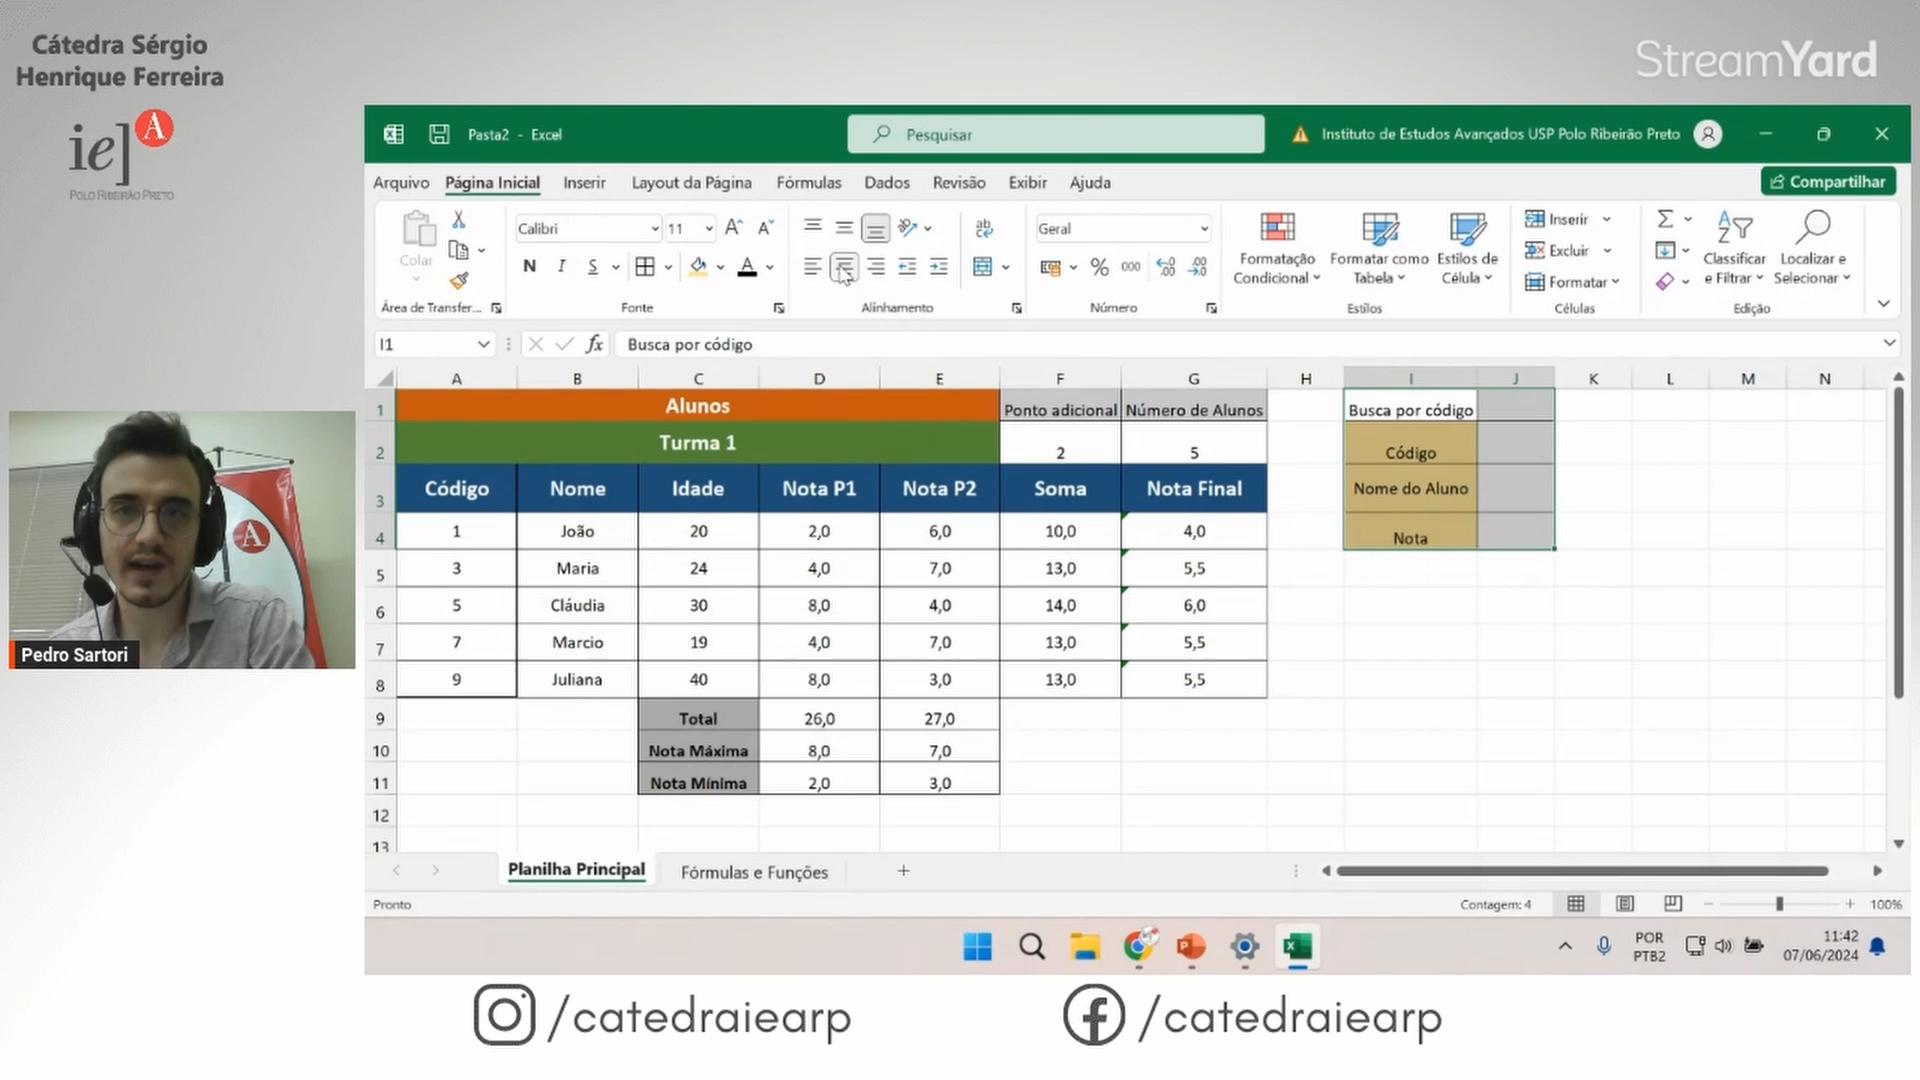 Cátedra Sérgio
Henrique Ferreira
ie] A
POLO RIBEIRÃO PRETO
StreamYard
Pasta2 - Excel
Pesquisar
Instituto de Estudos Avançados USP Polo Ribeirão Preto
Arquivo Página Inicial Inserir Layout da Página Fórmulas Dados Revisão Exibir Ajuda
Compartilhar
Colar
Calibri 11
N I S
A
ab
Geral
% 000
Formatação Condicional
Formatar como Tabela
Estilos de Célula
Inserir
Excluir
Formatar
Classificar e Filtrar
Localizar e Selecionar
Área de Transfer... Fonte Alinhamento Número Estilos Células Edição
I1 fx Busca por código
A B C D E F G H I J K L M N
1 Alunos Ponto adicional Número de Alunos Busca por código
2 Turma 1 2 5 Código
3 Código Nome Idade Nota P1 Nota P2 Soma Nota Final Nome do Aluno
4 1 João 20 2,0 6,0 10,0 4,0 Nota
5 3 Maria 24 4,0 7,0 13,0 5,5
6 5 Cláudia 30 8,0 4,0 14,0 6,0
7 7 Marcio 19 4,0 7,0 13,0 5,5
8 9 Juliana 40 8,0 3,0 13,0 5,5
9 Total 26,0 27,0
10 Nota Máxima 8,0 7,0
11 Nota Mínima 2,0 3,0
12
13
Planilha Principal Fórmulas e Funções +
Pronto
Contagem: 4
100%
POR
PTB2
11:42
07/06/2024
Pedro Sartori
/catedraiearp
/catedraiearp